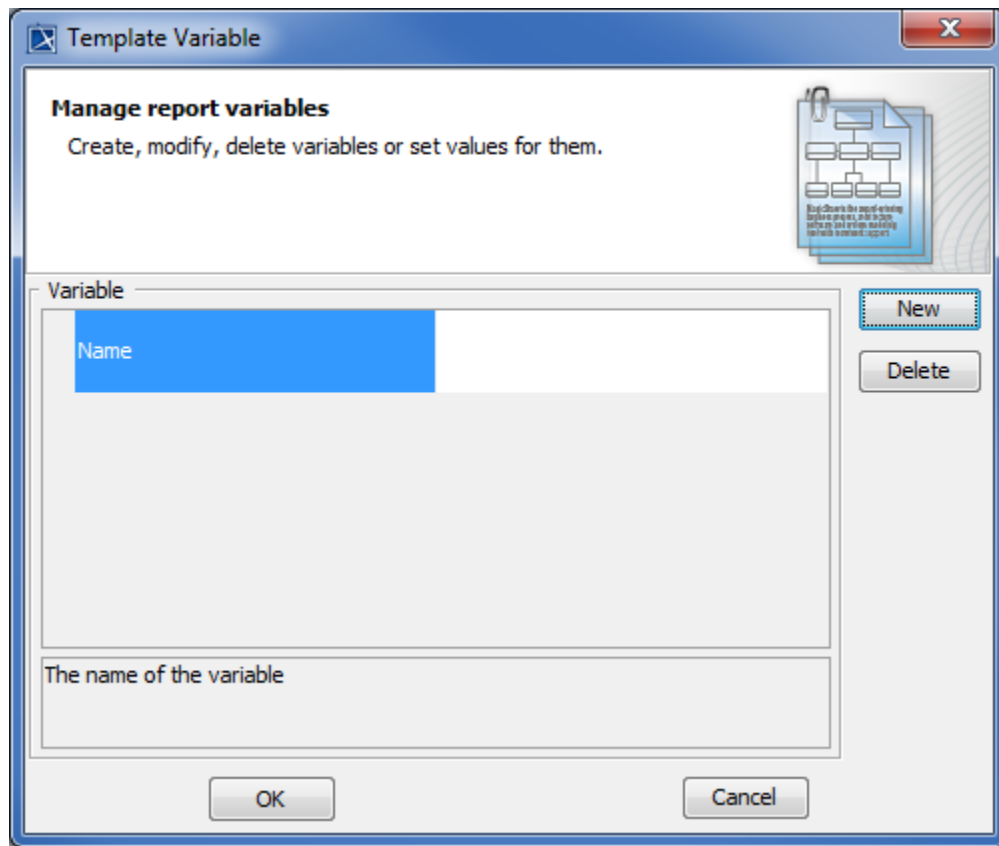 Template Variable
Manage report variables
Create, modify, delete variables or set values for them.
Variable
New
Name
Delete
The name of the variable
OK
Cancel